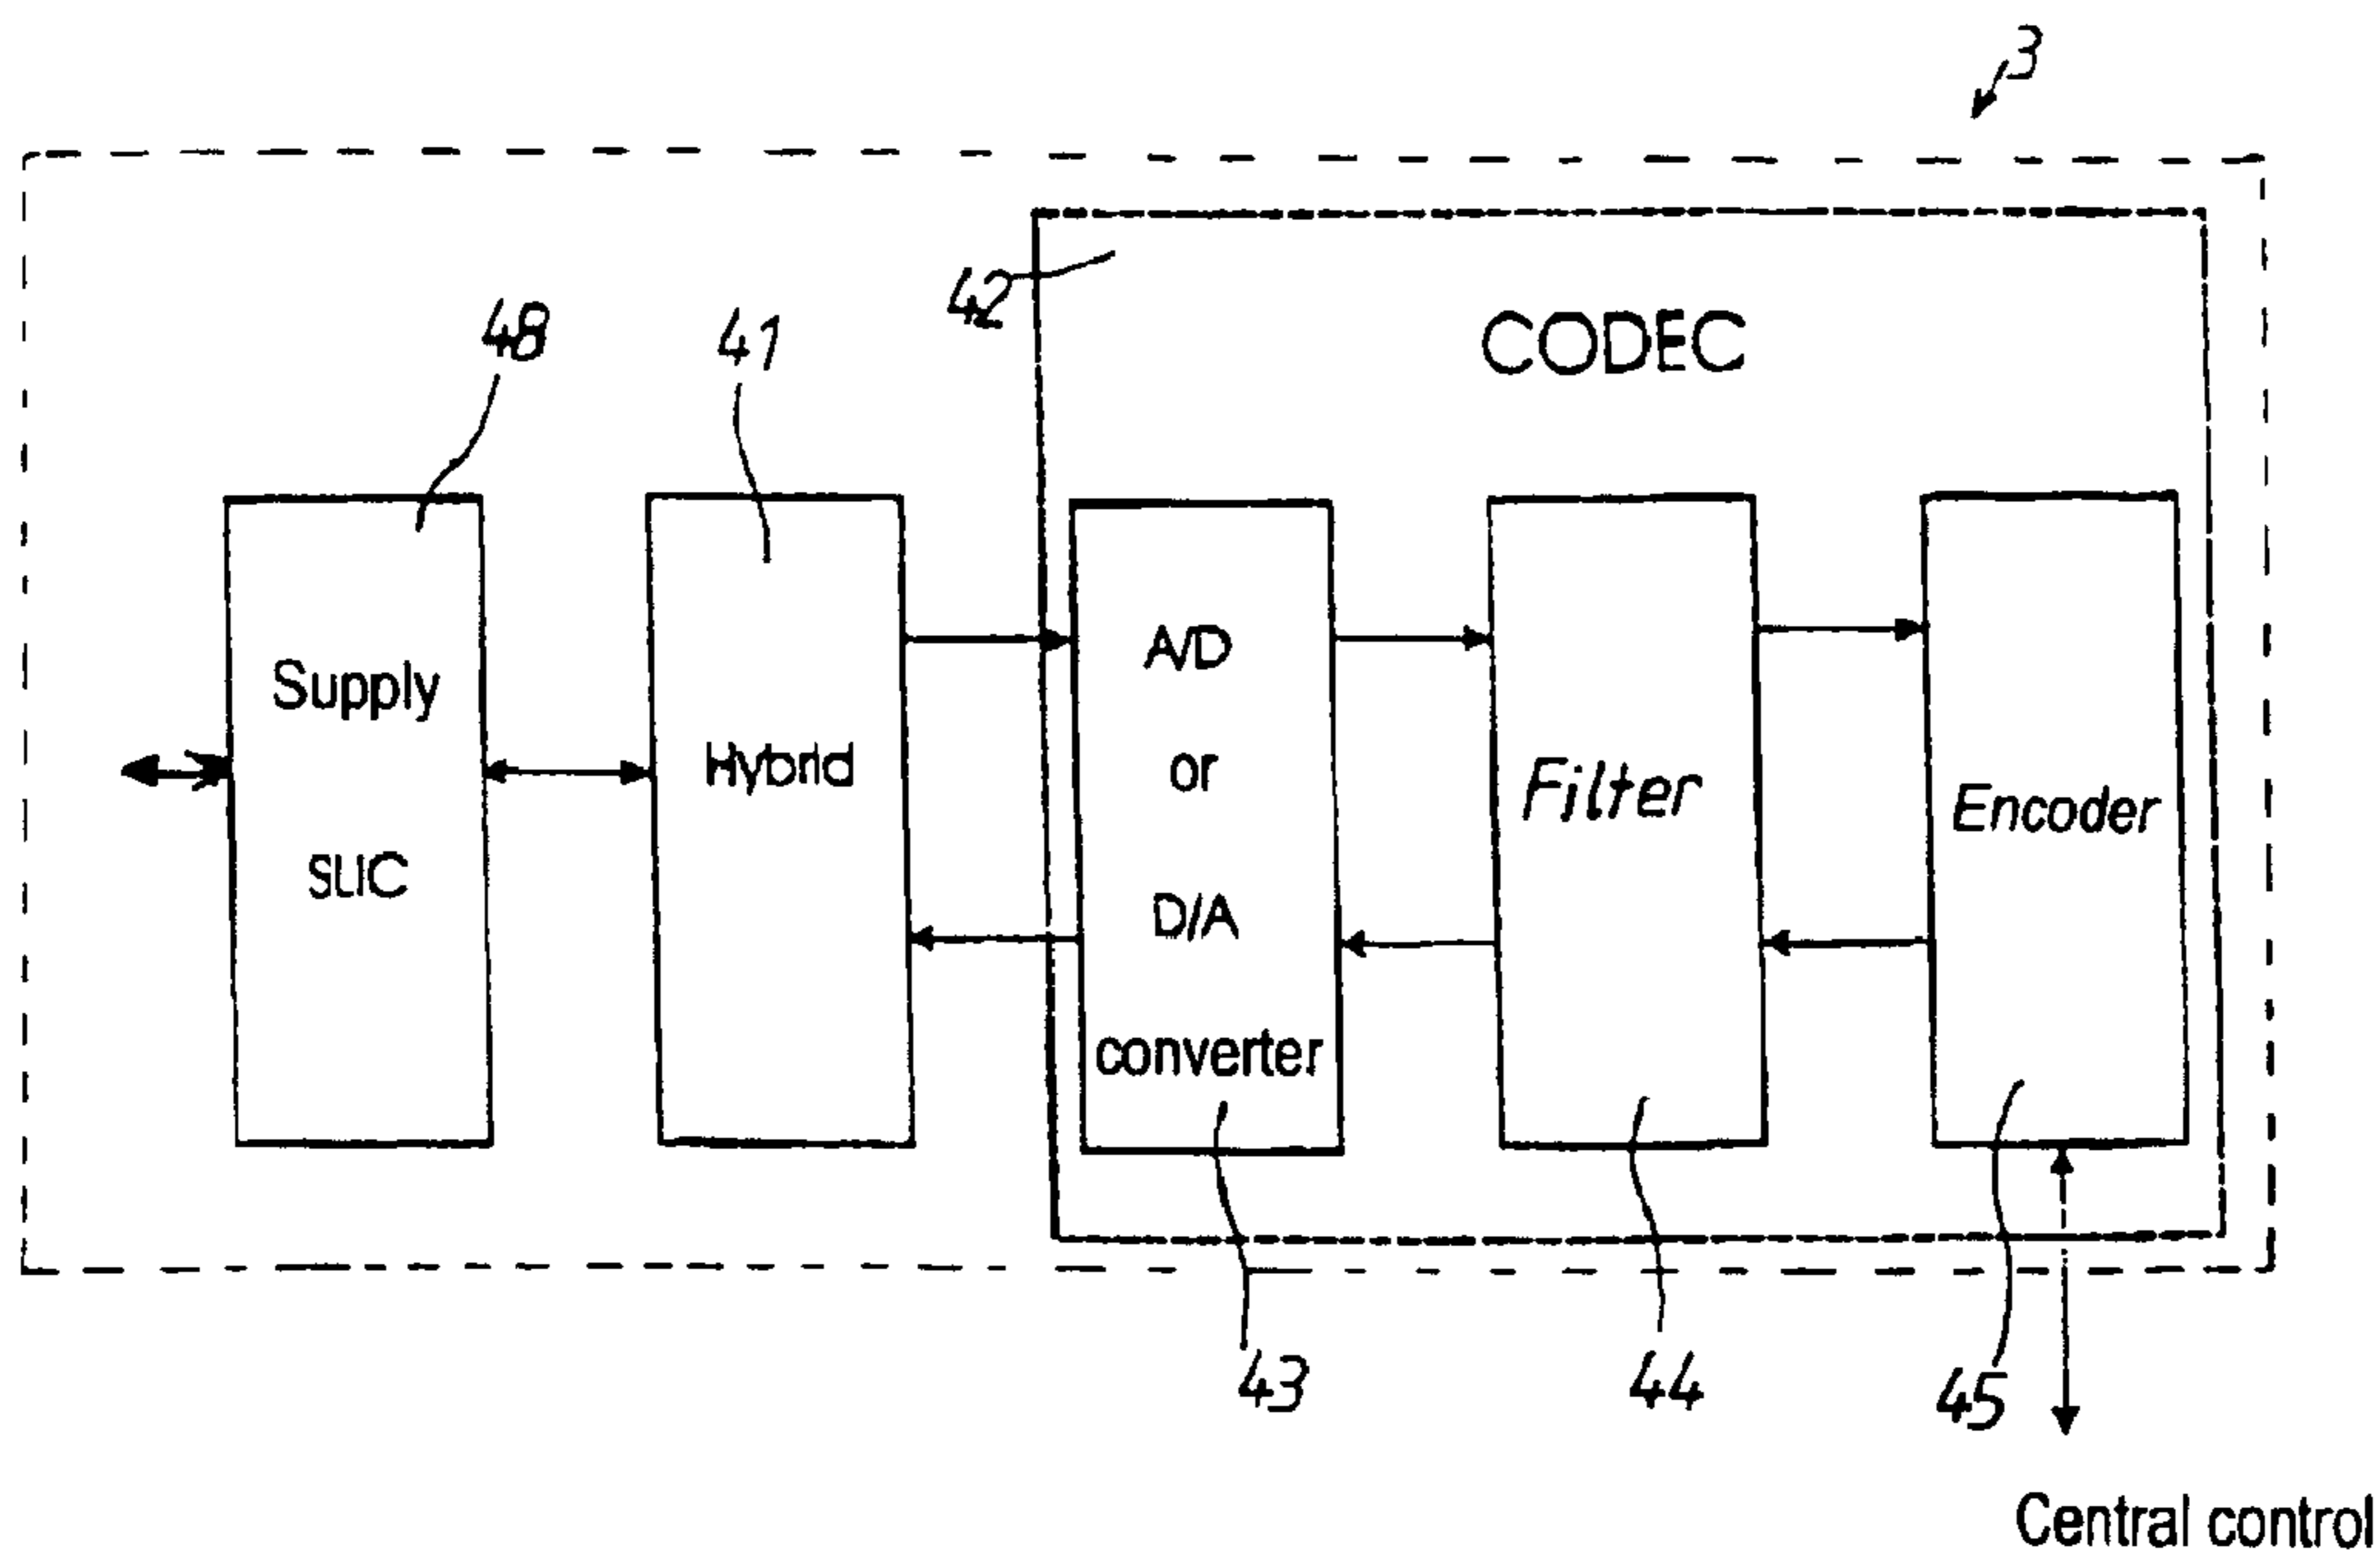 3
42
CODEC
48
41
Supply
SLIC
Hybrid
A/D
or
D/A
converter
Filter
Encoder
43
44
45
Central control